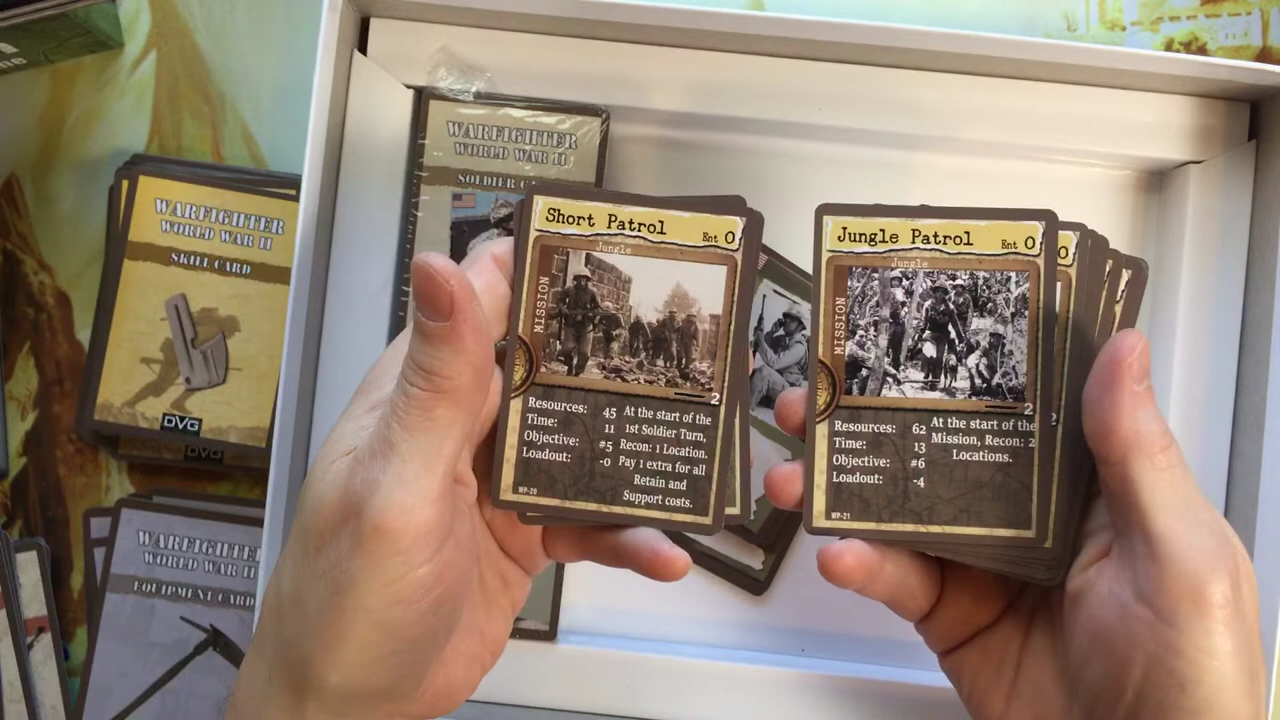 ne
WARFIGHTER
WORLD WAR II
SKILL CARD
DVG
DVG
WARFIGHTER
WORLD WAR II
EQUIPMENT CARD
WARFIGHTER
WORLD WAR II
SOLDIER
Short Patrol
Ent 0
Jungle
MISSION
2
Resources: 45
Time: 11
Objective: #5
Loadout: -0
At the start of the
1st Soldier Turn,
Recon: 1 Location.
Pay 1 extra for all
Retain and
Support costs.
WP-20
Jungle Patrol
Ent 0
Jungle
MISSION
2
Resources: 62
Time: 13
Objective: #6
Loadout: -4
At the start of the
Mission, Recon: 2
Locations.
WP-21
0
2